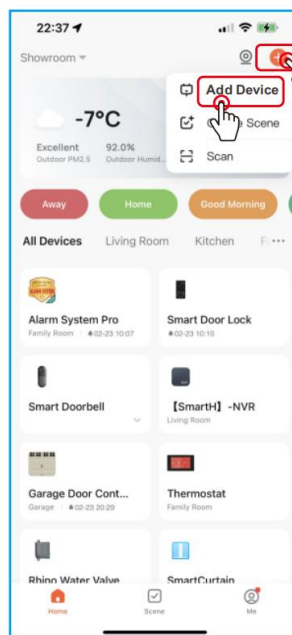 22:37
Showroom
Add Device
Scene
Scan
-7°C
Excellent 92.0%
Outdoor PM2.5 Outdoor Humid...
Away Home Good Morning
All Devices Living Room Kitchen
Alarm System Pro Smart Door Lock
Family Room 02-23 10:07 02-23 10:10
Smart Doorbell 【SmartH】-NVR
Living Room
Garage Door Cont... Thermostat
Garage 02-23 20:29 Family Room
Rhino Water Valve SmartCurtain
Home Scene Me